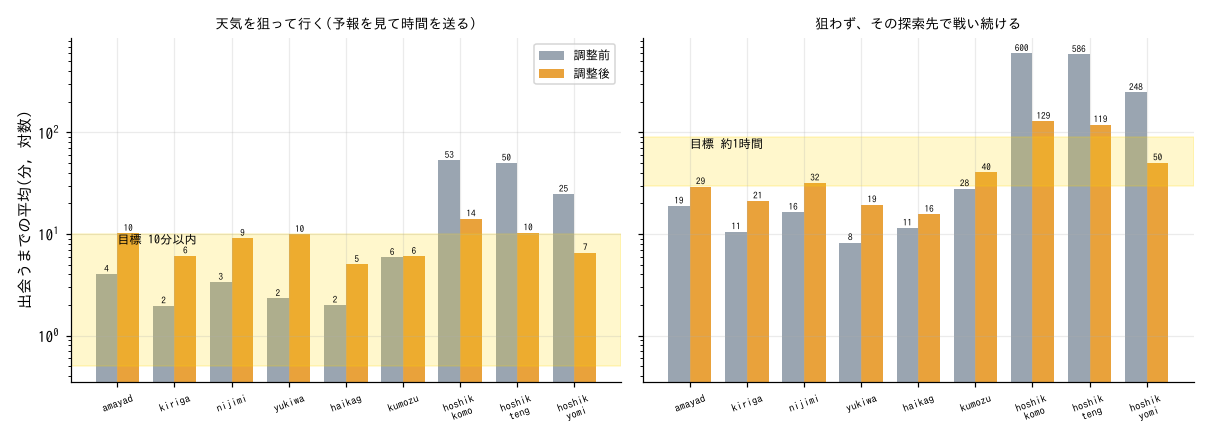 天気を狙って行く(予報を見て時間を送る)
出会うまでの平均(分, 対数)
調整前
調整後
目標 10分以内
10²
10¹
10⁰
4
10
2
6
3
9
2
10
2
5
6
6
53
14
50
10
25
7
amayad
kiriga
nijimi
yukiwa
haikag
kumozu
hoshik
komo
hoshik
teng
hoshik
yomi
狙わず、その探索先で戦い続ける
目標 約1時間
19
29
11
21
16
32
8
19
11
16
28
40
600
129
586
119
248
50
amayad
kiriga
nijimi
yukiwa
haikag
kumozu
hoshik
komo
hoshik
teng
hoshik
yomi